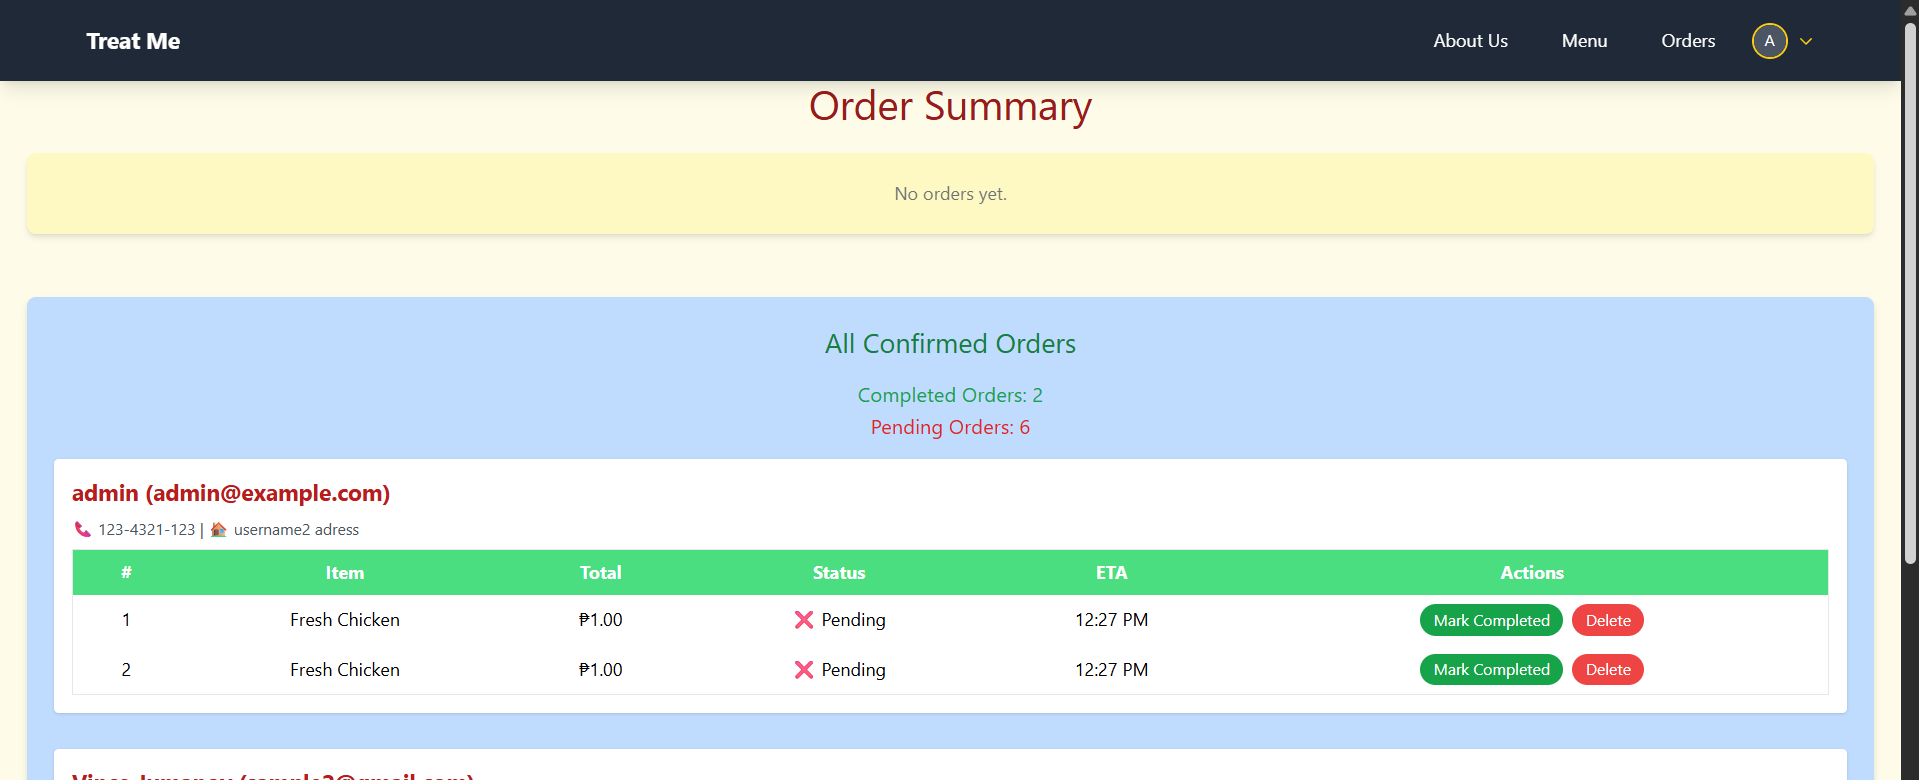 Treat Me About Us Menu Orders A
Order Summary
No orders yet.
All Confirmed Orders
Completed Orders: 2
Pending Orders: 6
admin (admin@example.com)
📞 123-4321-123 | 🏠 username2 adress
# Item Total Status ETA Actions
1 Fresh Chicken ₱1.00 ❌ Pending 12:27 PM Mark Completed Delete
2 Fresh Chicken ₱1.00 ❌ Pending 12:27 PM Mark Completed Delete